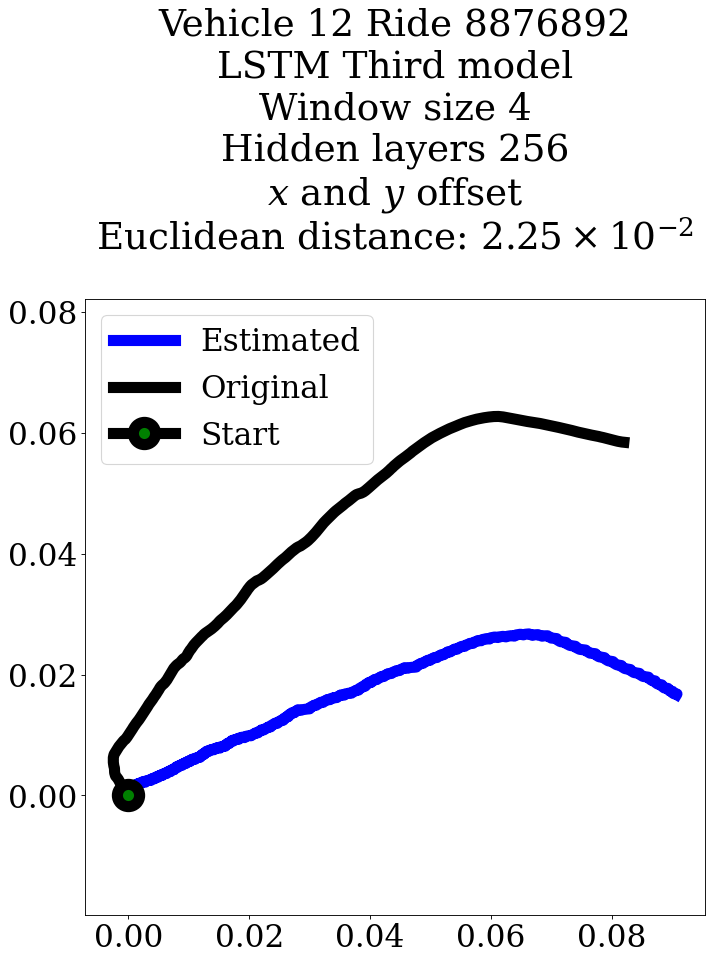 Vehicle 12 Ride 8876892
LSTM Third model
Window size 4
Hidden layers 256
x and y offset
Euclidean distance: 2.25 × 10⁻²
0.08
Estimated
Original
0.06
Start
0.04
0.02
0.00
0.00 0.02 0.04 0.06 0.08